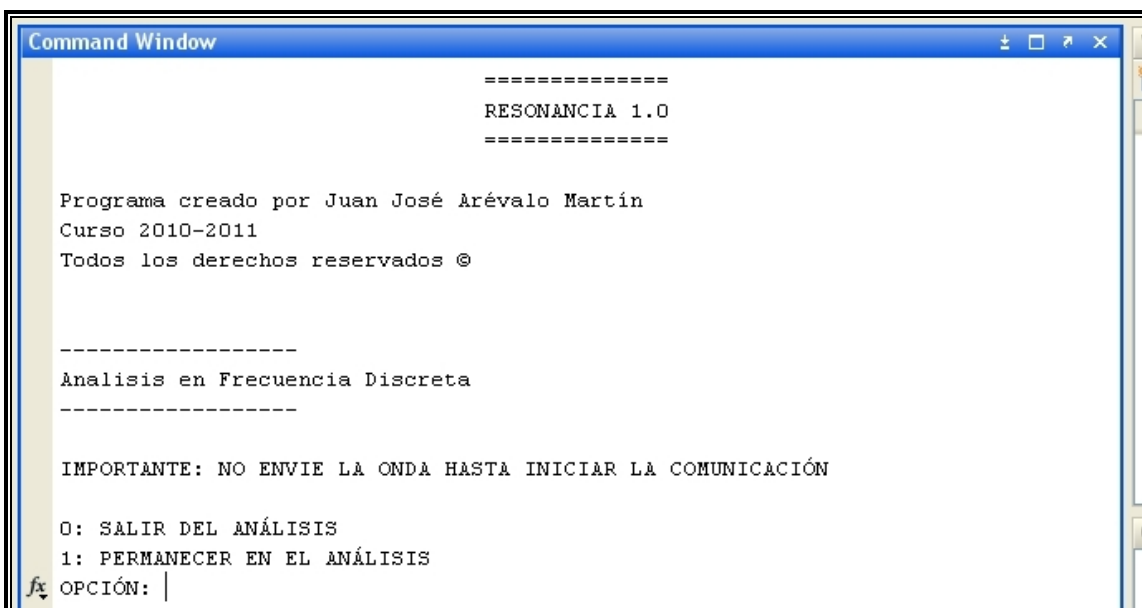 Command Window
==============
RESONANCIA 1.0
==============
Programa creado por Juan José Arévalo Martín
Curso 2010-2011
Todos los derechos reservados ©
------------------
Analisis en Frecuencia Discreta
------------------
IMPORTANTE: NO ENVIE LA ONDA HASTA INICIAR LA COMUNICACIÓN
0: SALIR DEL ANÁLISIS
1: PERMANECER EN EL ANÁLISIS
fx OPCIÓN: